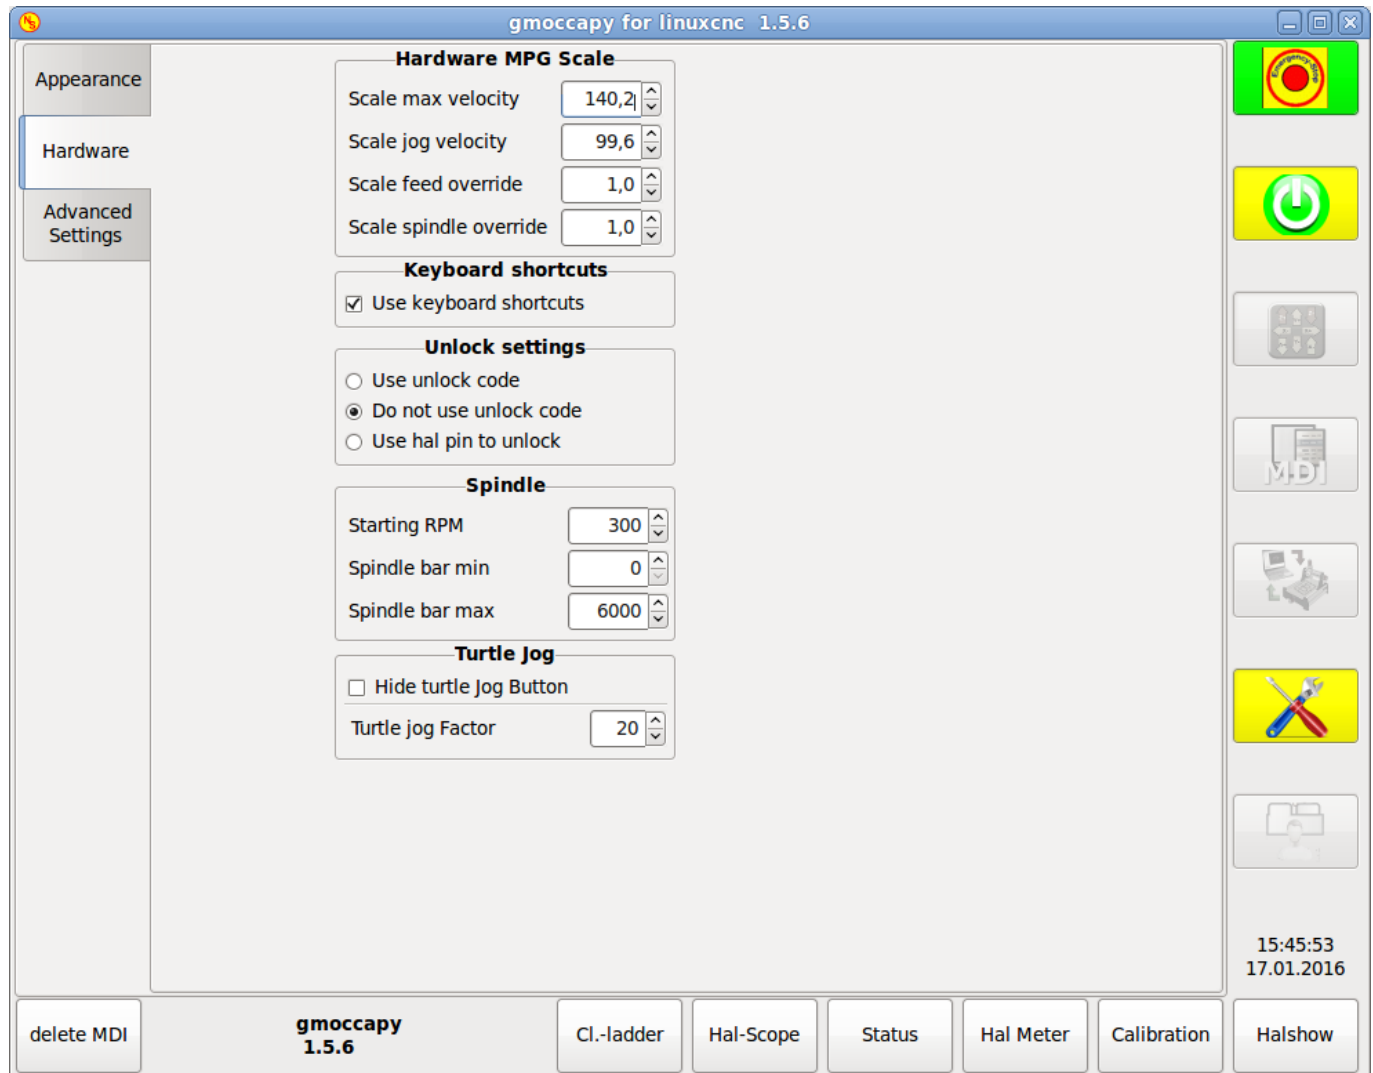 gmoccapy for linuxcnc 1.5.6
Appearance
Hardware
Advanced
Settings
Hardware MPG Scale
Scale max velocity 140,2
Scale jog velocity 99,6
Scale feed override 1,0
Scale spindle override 1,0
Keyboard shortcuts
Use keyboard shortcuts
Unlock settings
Use unlock code
Do not use unlock code
Use hal pin to unlock
Spindle
Starting RPM 300
Spindle bar min 0
Spindle bar max 6000
Turtle Jog
Hide turtle Jog Button
Turtle jog Factor 20
Emergency-Stop
MDI
15:45:53
17.01.2016
delete MDI
gmoccapy
1.5.6
Cl.-ladder
Hal-Scope
Status
Hal Meter
Calibration
Halshow